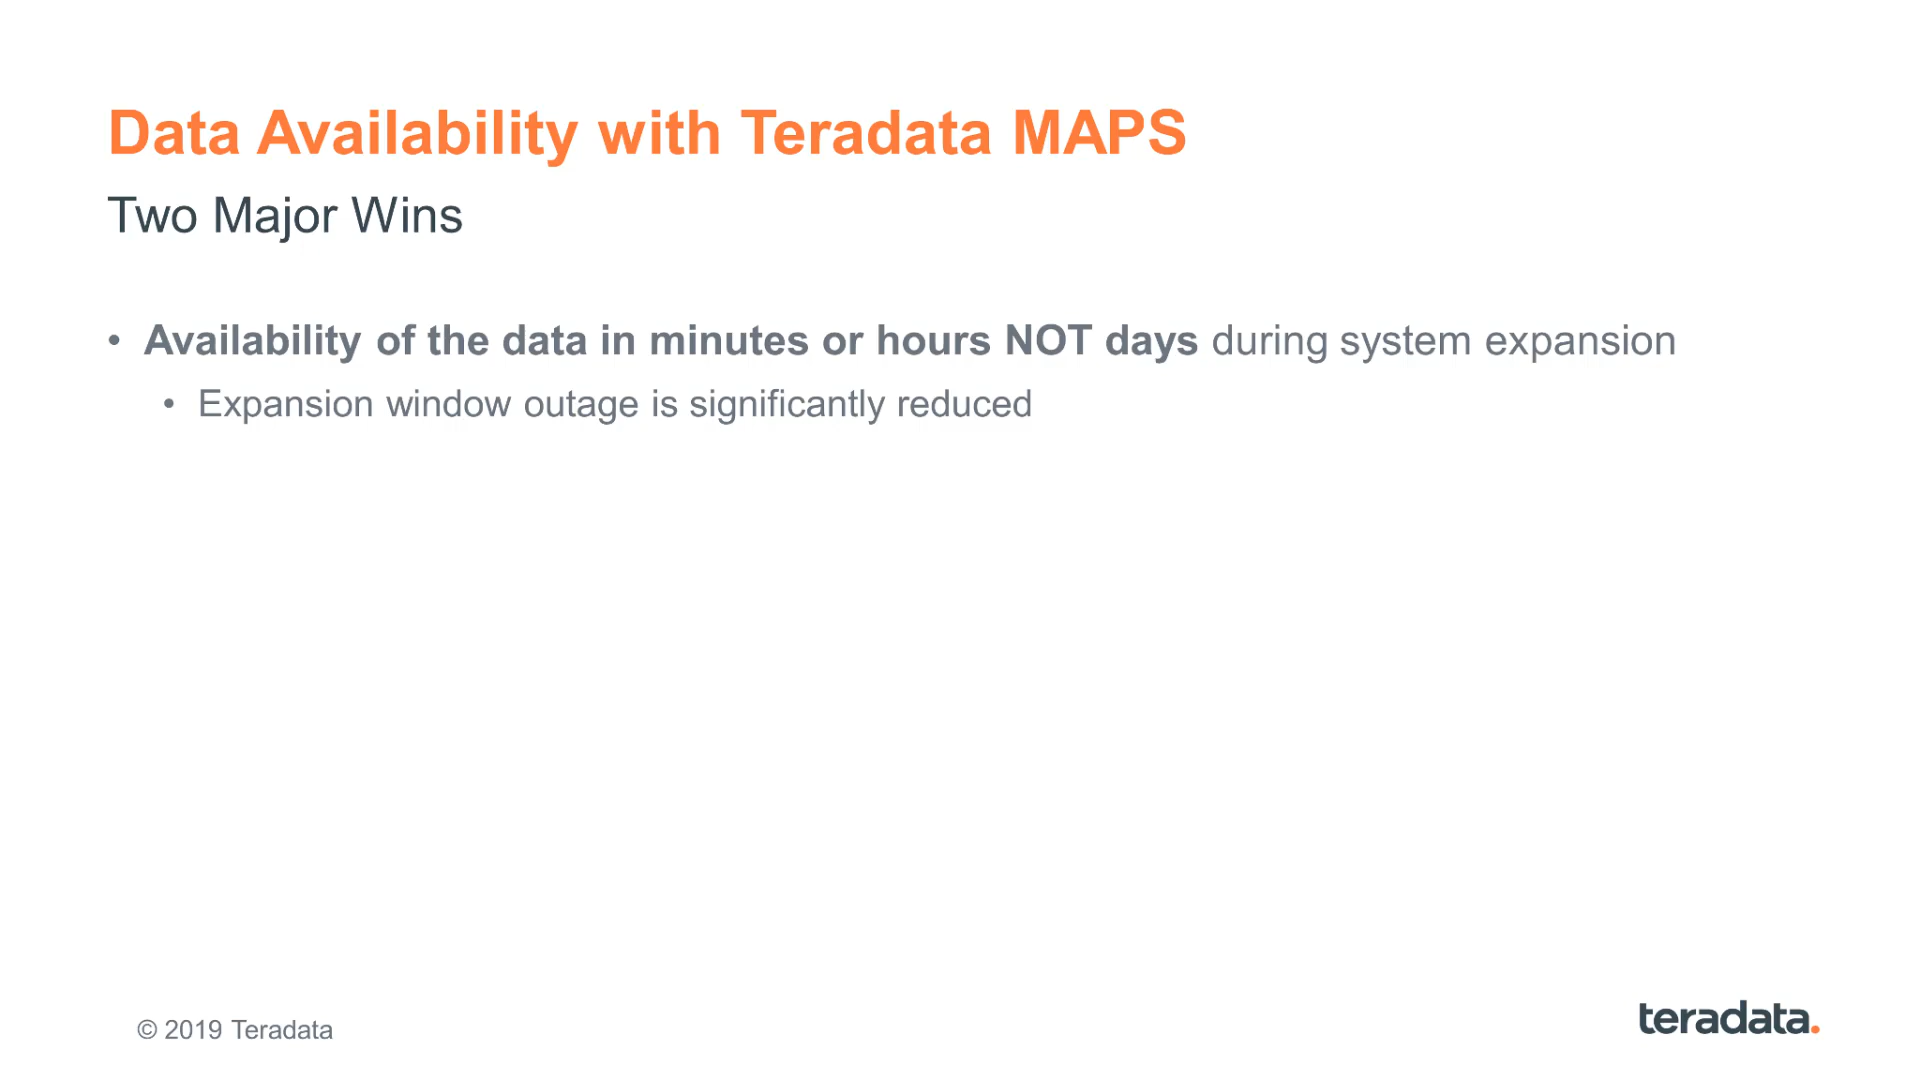 Data Availability with Teradata MAPS
Two Major Wins
• Availability of the data in minutes or hours NOT days during system expansion
• Expansion window outage is significantly reduced
© 2019 Teradata
teradata.